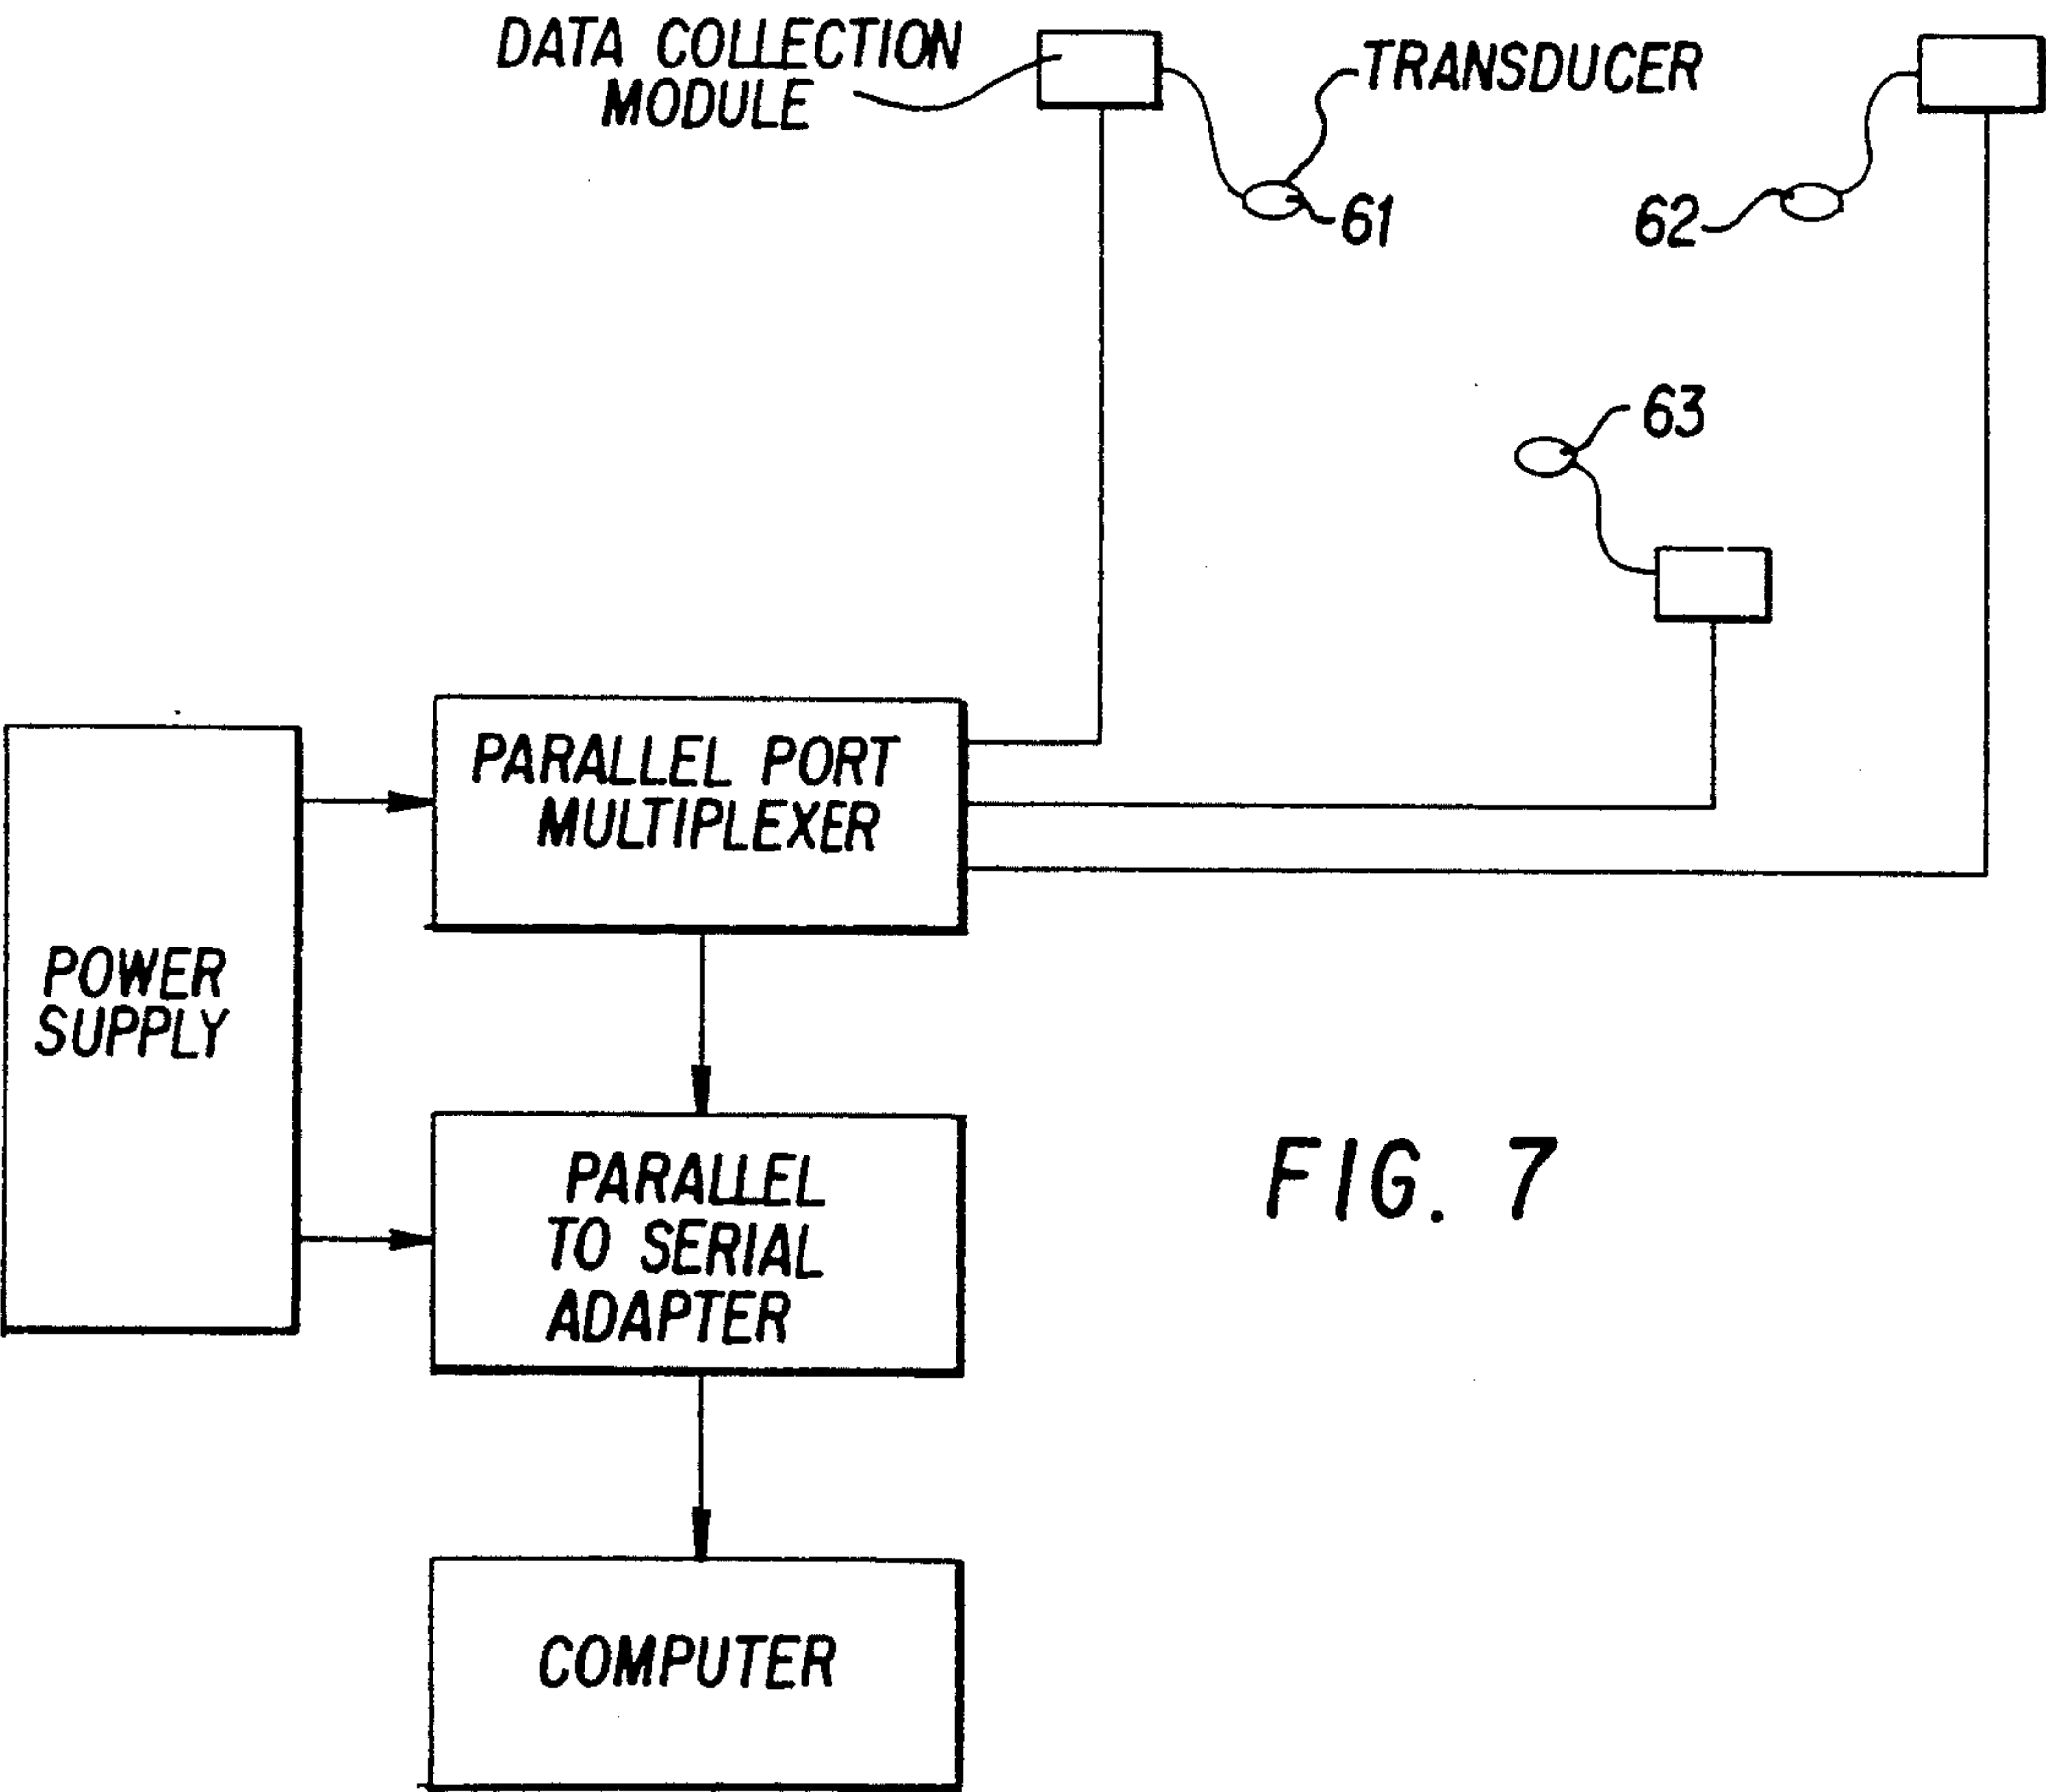 DATA COLLECTION
MODULE
TRANSDUCER
61
62
63
PARALLEL PORT
MULTIPLEXER
POWER
SUPPLY
PARALLEL
TO SERIAL
ADAPTER
FIG. 7
COMPUTER